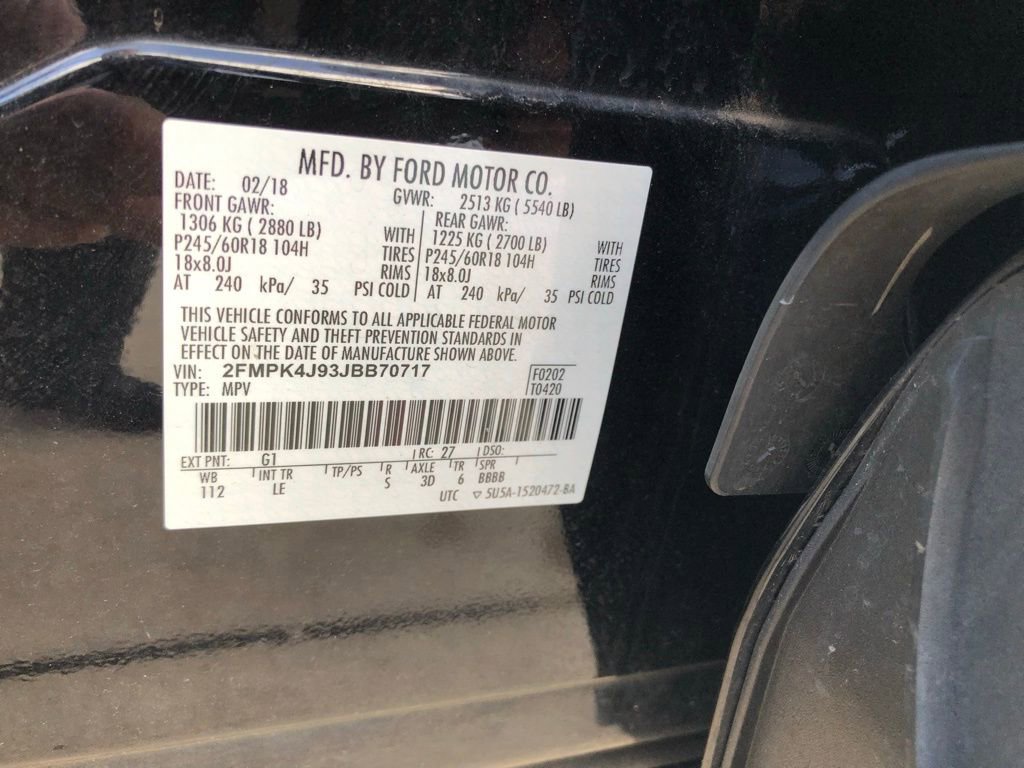 MFD. BY FORD MOTOR CO.
DATE: 02/18 GVWR: 2513 KG ( 5540 LB)
FRONT GAWR: REAR GAWR:
1306 KG ( 2880 LB) WITH 1225 KG ( 2700 LB) WITH
P245/60R18 104H TIRES P245/60R18 104H TIRES
18x8.0J RIMS 18x8.0J RIMS
AT 240 kPa/ 35 PSI COLD AT 240 kPa/ 35 PSI COLD
THIS VEHICLE CONFORMS TO ALL APPLICABLE FEDERAL MOTOR
VEHICLE SAFETY AND THEFT PREVENTION STANDARDS IN
EFFECT ON THE DATE OF MANUFACTURE SHOWN ABOVE.
VIN: 2FMPK4J93JBB70717 F0202
TYPE: MPV T0420
EXT PNT: G1 RC: 27 DSO:
WB INT TR TP/PS R AXLE TR SPR
112 LE S 3D 6 BBBB
UTC ▽ 5U5A-1520472-BA